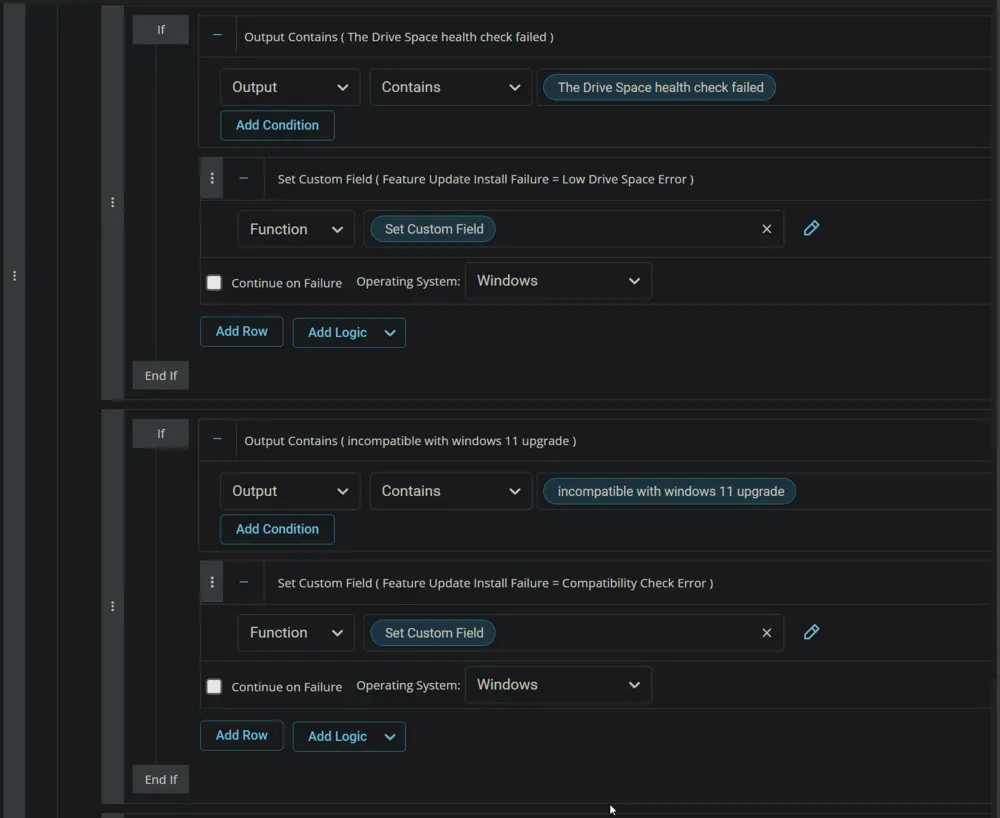 If
Output Contains ( The Drive Space health check failed )
Output Contains The Drive Space health check failed
Add Condition
Set Custom Field ( Feature Update Install Failure = Low Drive Space Error )
Function Set Custom Field
Continue on Failure Operating System: Windows
Add Row Add Logic
End If
If
Output Contains ( incompatible with windows 11 upgrade )
Output Contains incompatible with windows 11 upgrade
Add Condition
Set Custom Field ( Feature Update Install Failure = Compatibility Check Error )
Function Set Custom Field
Continue on Failure Operating System: Windows
Add Row Add Logic
End If